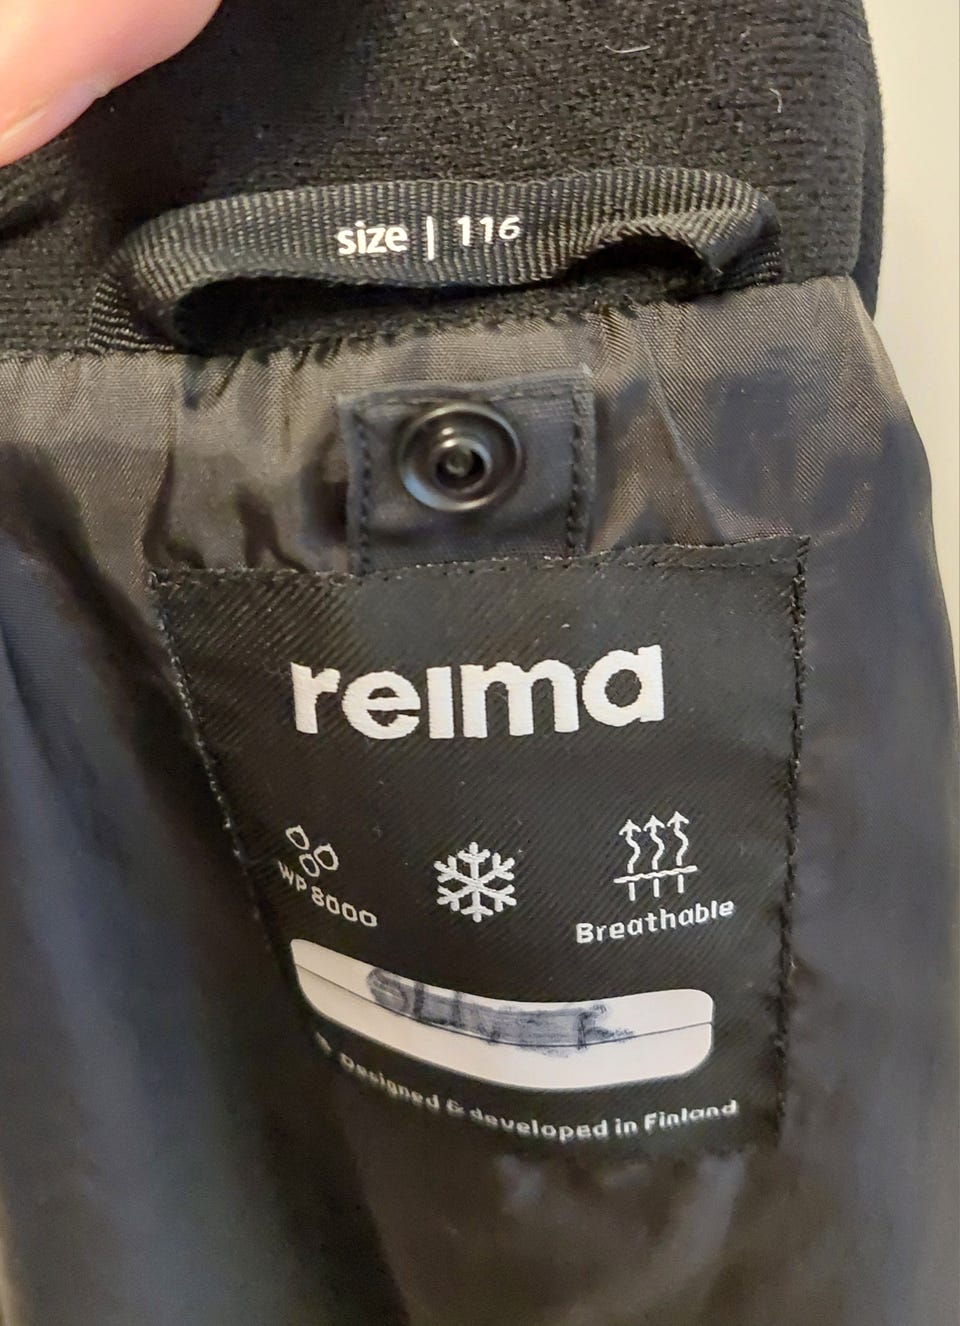 size | 116
reima
WP 8000
Breathable
Designed & developed in Finland